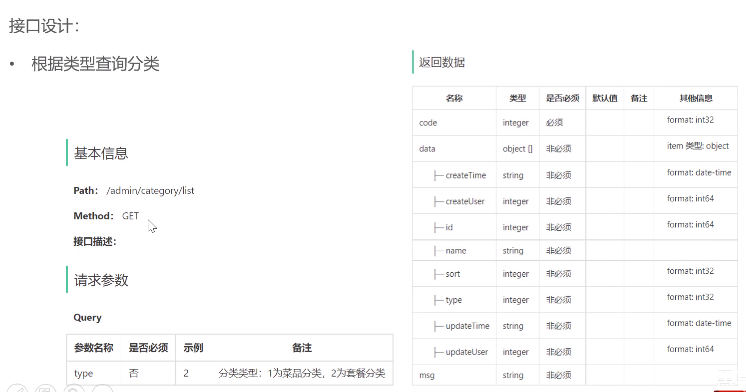 接口设计：
• 根据类型查询分类
基本信息
Path： /admin/category/list
Method： GET
接口描述：
请求参数
Query
参数名称 是否必须 示例 备注
type 否 2 分类类型：1为菜品分类，2为套餐分类
返回数据
名称 类型 是否必须 默认值 备注 其他信息
code integer 必须 format: int32
data object [] 非必须 item 类型: object
├─ createTime string 非必须 format: date-time
├─ createUser integer 非必须 format: int64
├─ id integer 非必须 format: int64
├─ name string 非必须
├─ sort integer 非必须 format: int32
├─ type integer 非必须 format: int32
├─ updateTime string 非必须 format: date-time
├─ updateUser integer 非必须 format: int64
msg string 非必须